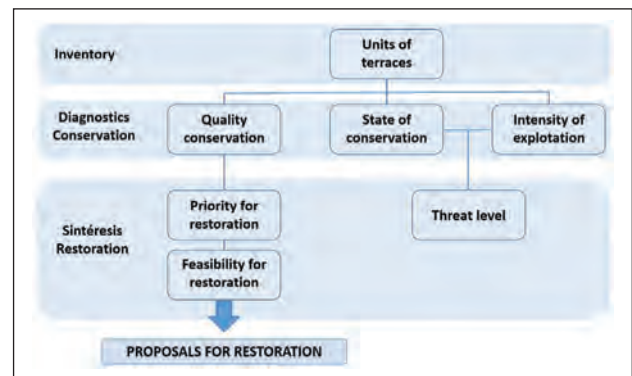 Inventory
Units of
terraces
Diagnostics
Conservation
Quality
conservation
State of
conservation
Intensity of
explotation
Sintéresis
Restoration
Priority for
restoration
Threat level
Feasibility for
restoration
PROPOSALS FOR RESTORATION